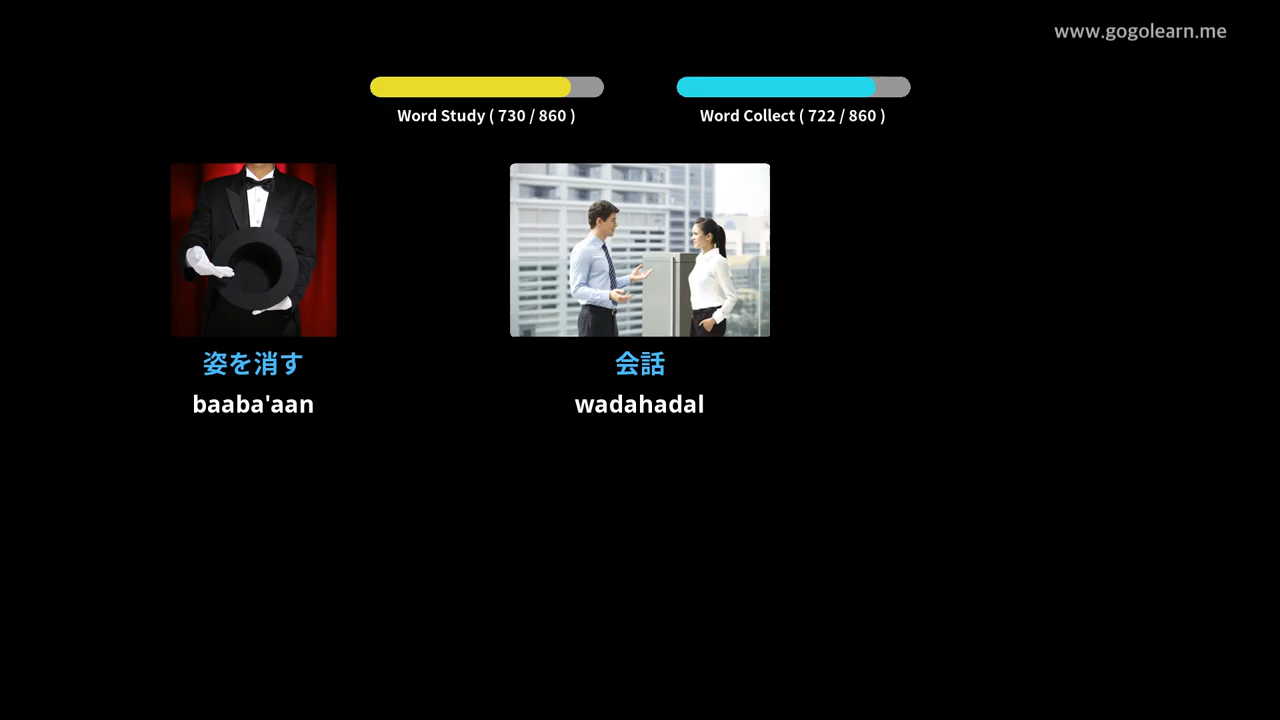 www.gogolearn.me
Word Study ( 730 / 860 )
Word Collect ( 722 / 860 )
姿を消す
baaba'aan
会話
wadahadal